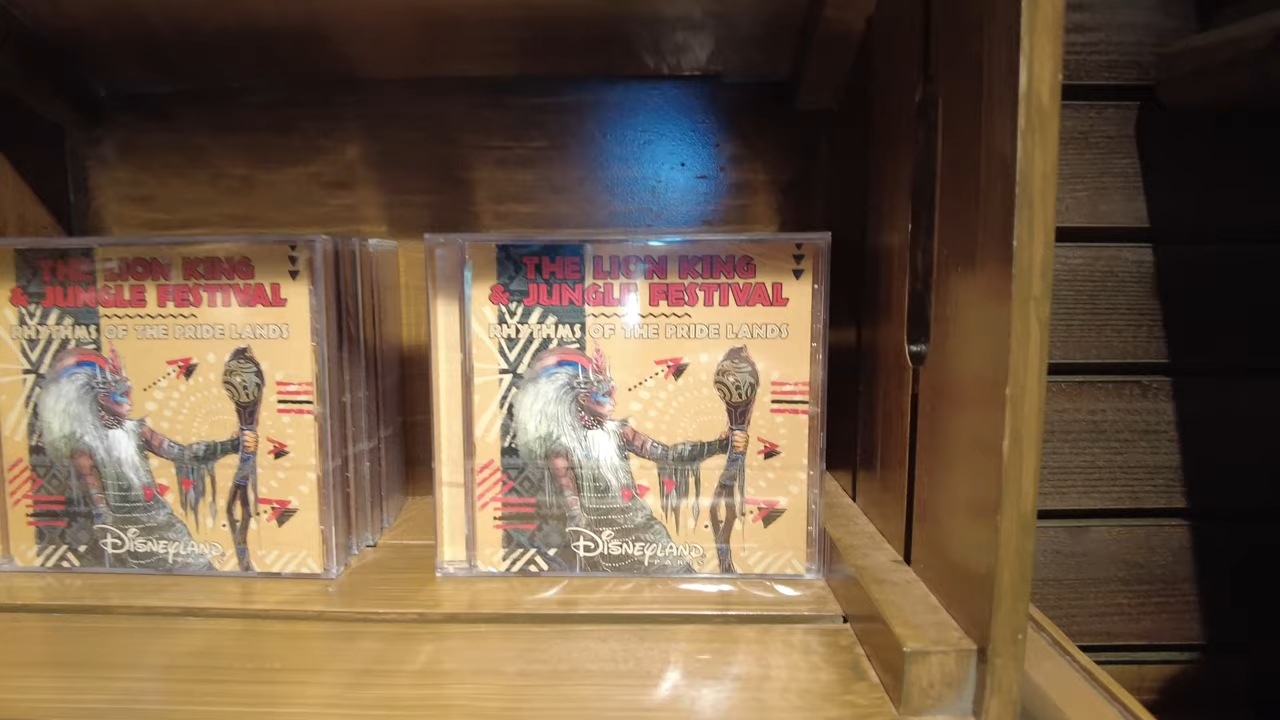 THE LION KING
& JUNGLE FESTIVAL
RHYTHMS OF THE PRIDE LANDS
DISNEYLAND
THE LION KING
& JUNGLE FESTIVAL
RHYTHMS OF THE PRIDE LANDS
DISNEYLAND
PARIS